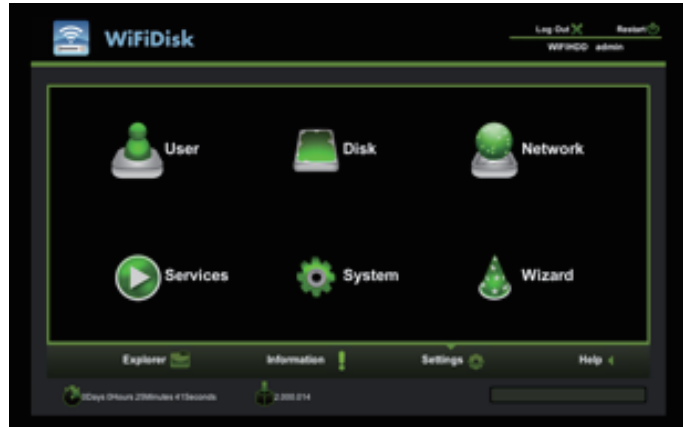 WiFiDisk
Log Out Restart
WIFIHDD admin
User Disk Network
Services System Wizard
Explorer Information Settings Help
0Days 0Hours 25Minutes 41Seconds 2.000.014